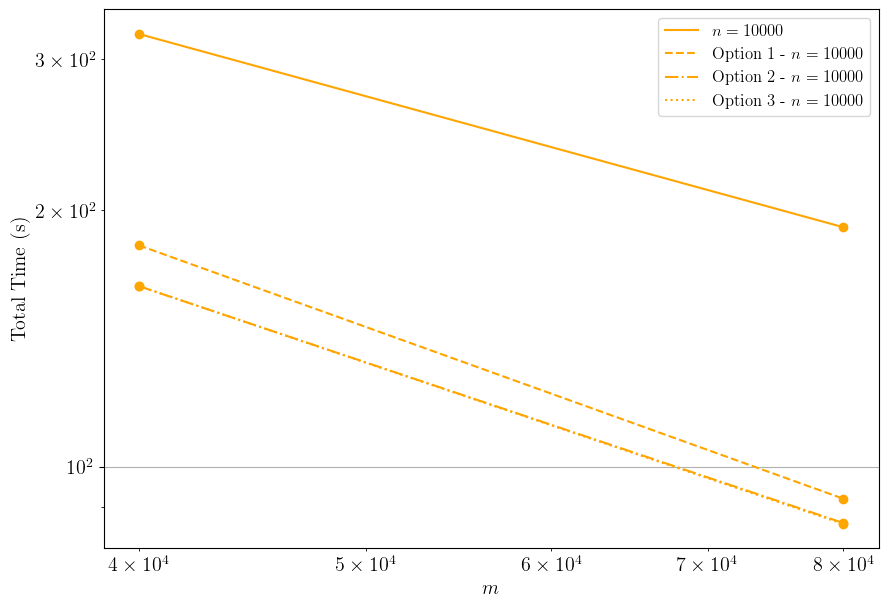 n = 10000
Option 1 - n = 10000
Option 2 - n = 10000
Option 3 - n = 10000
3 × 10²
2 × 10²
10²
Total Time (s)
4 × 10⁴ 5 × 10⁴ 6 × 10⁴ 7 × 10⁴ 8 × 10⁴
m